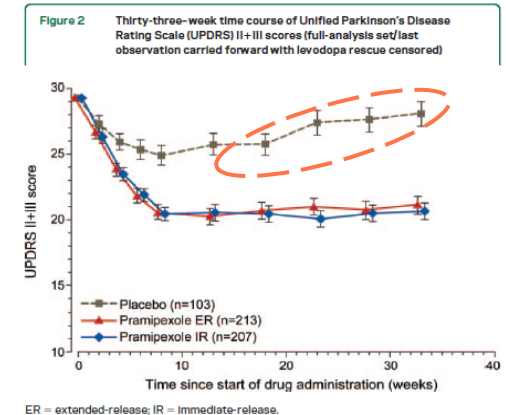 Figure 2
Thirty-three-week time course of Unified Parkinson's Disease
Rating Scale (UPDRS) II+III scores (full-analysis set/last
observation carried forward with levodopa rescue censored)
30
25
20
15
10
UPDRS II+III score
Placebo (n=103)
Pramipexole ER (n=213)
Pramipexole IR (n=207)
0
10
20
30
40
Time since start of drug administration (weeks)
ER = extended-release; IR = immediate-release.